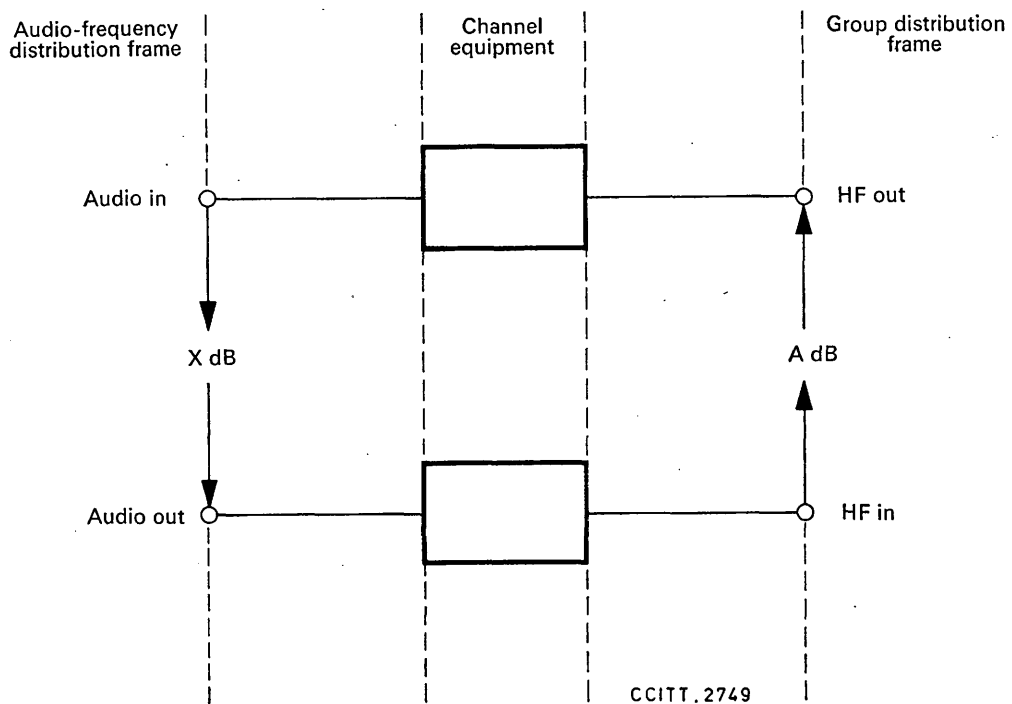 Audio-frequency
distribution frame
Channel
equipment
Group distribution
frame
Audio in
HF out
X dB
A dB
Audio out
HF in
CCITT.2749